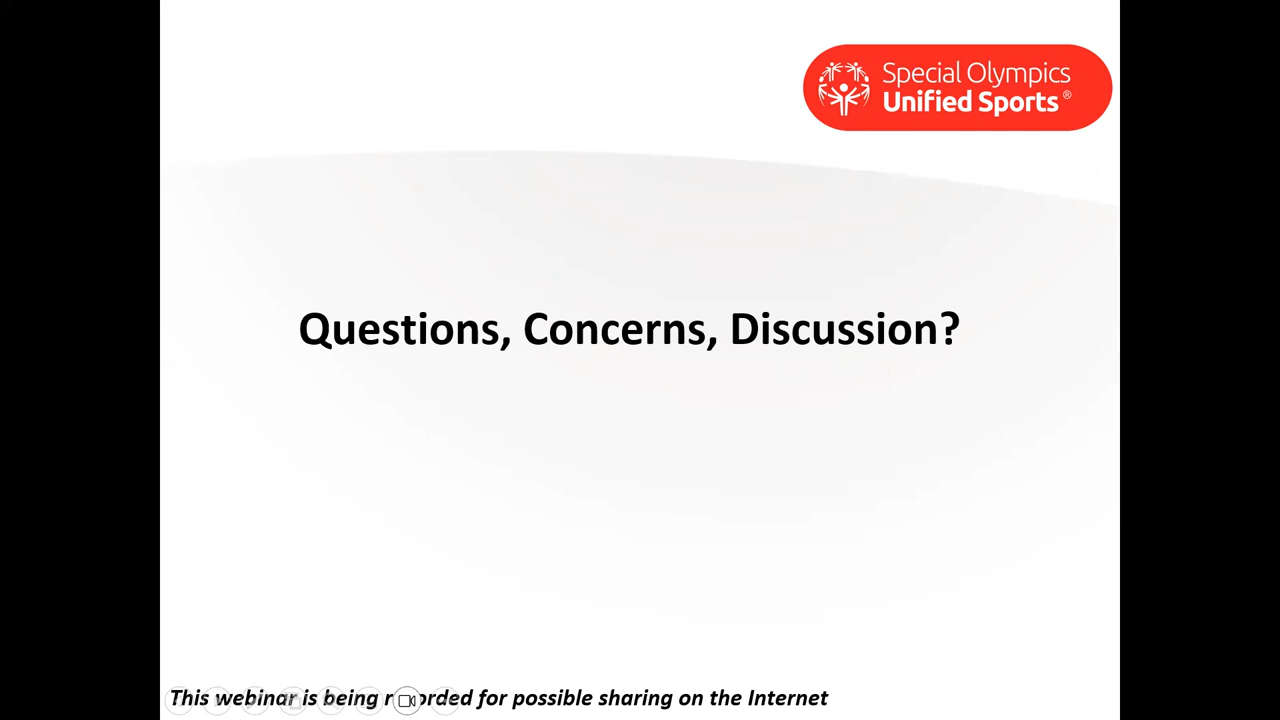 Special Olympics
Unified Sports®
Questions, Concerns, Discussion?
This webinar is being recorded for possible sharing on the Internet